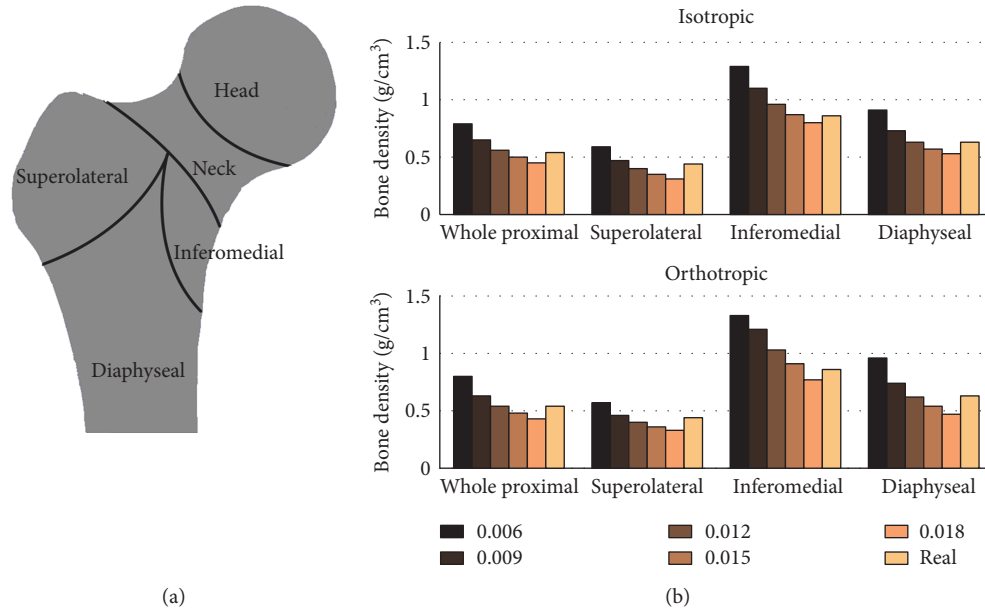 Head
Neck
Superolateral
Inferomedial
Diaphyseal
(a)
Isotropic
Bone density (g/cm³)
1.5
1
0.5
0
Whole proximal Superolateral Inferomedial Diaphyseal
Orthotropic
Bone density (g/cm³)
1.5
1
0.5
0
Whole proximal Superolateral Inferomedial Diaphyseal
0.006 0.012 0.018
0.009 0.015 Real
(b)